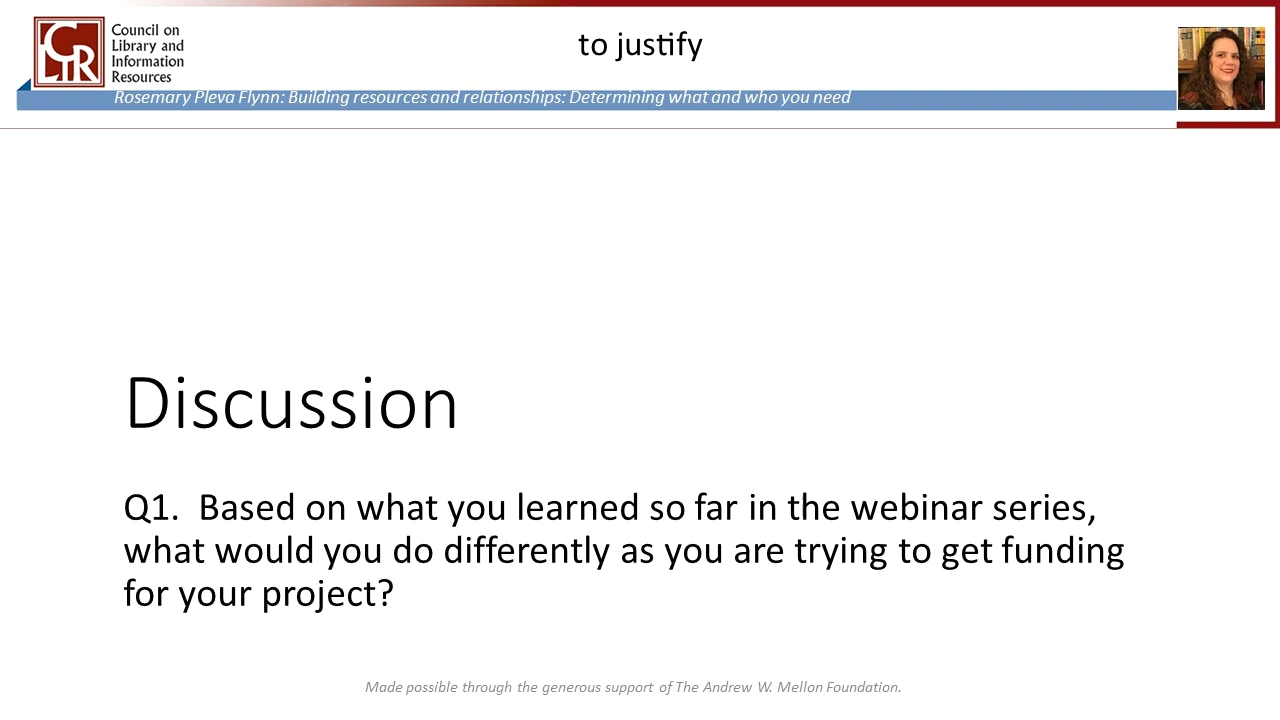 Council on
Library and
Information
Resources
CLIR
to justify
Rosemary Pleva Flynn: Building resources and relationships: Determining what and who you need
Discussion
Q1.  Based on what you learned so far in the webinar series,
what would you do differently as you are trying to get funding
for your project?
Made possible through the generous support of The Andrew W. Mellon Foundation.